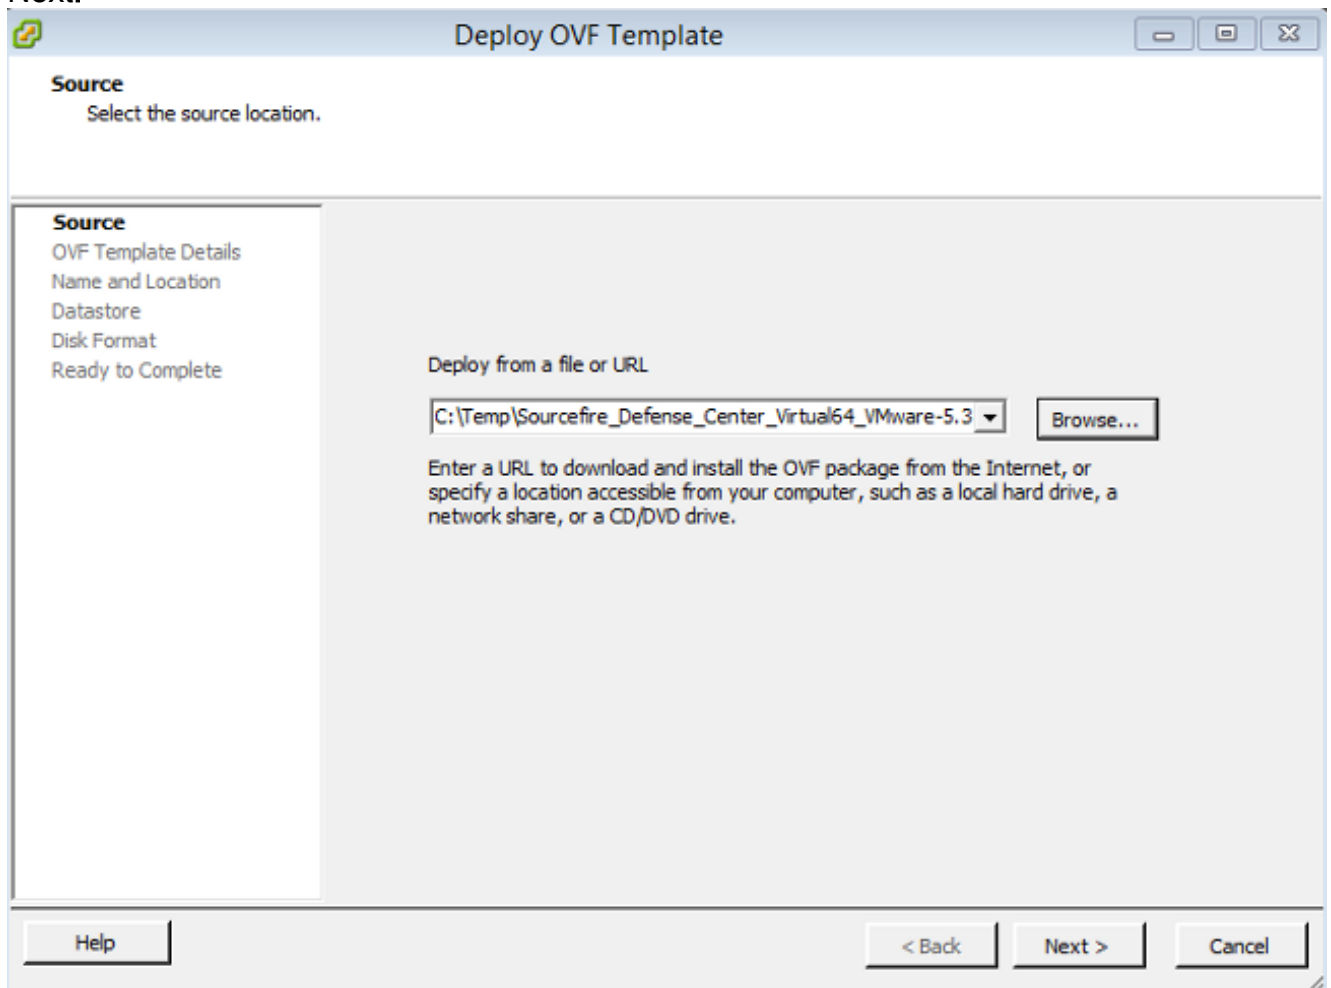 Next.
Deploy OVF Template
Source
Select the source location.
Source
OVF Template Details
Name and Location
Datastore
Disk Format
Ready to Complete
Deploy from a file or URL
C:\Temp\Sourcefire_Defense_Center_Virtual64_VMware-5.3
Browse...
Enter a URL to download and install the OVF package from the Internet, or
specify a location accessible from your computer, such as a local hard drive, a
network share, or a CD/DVD drive.
Help
< Back
Next >
Cancel